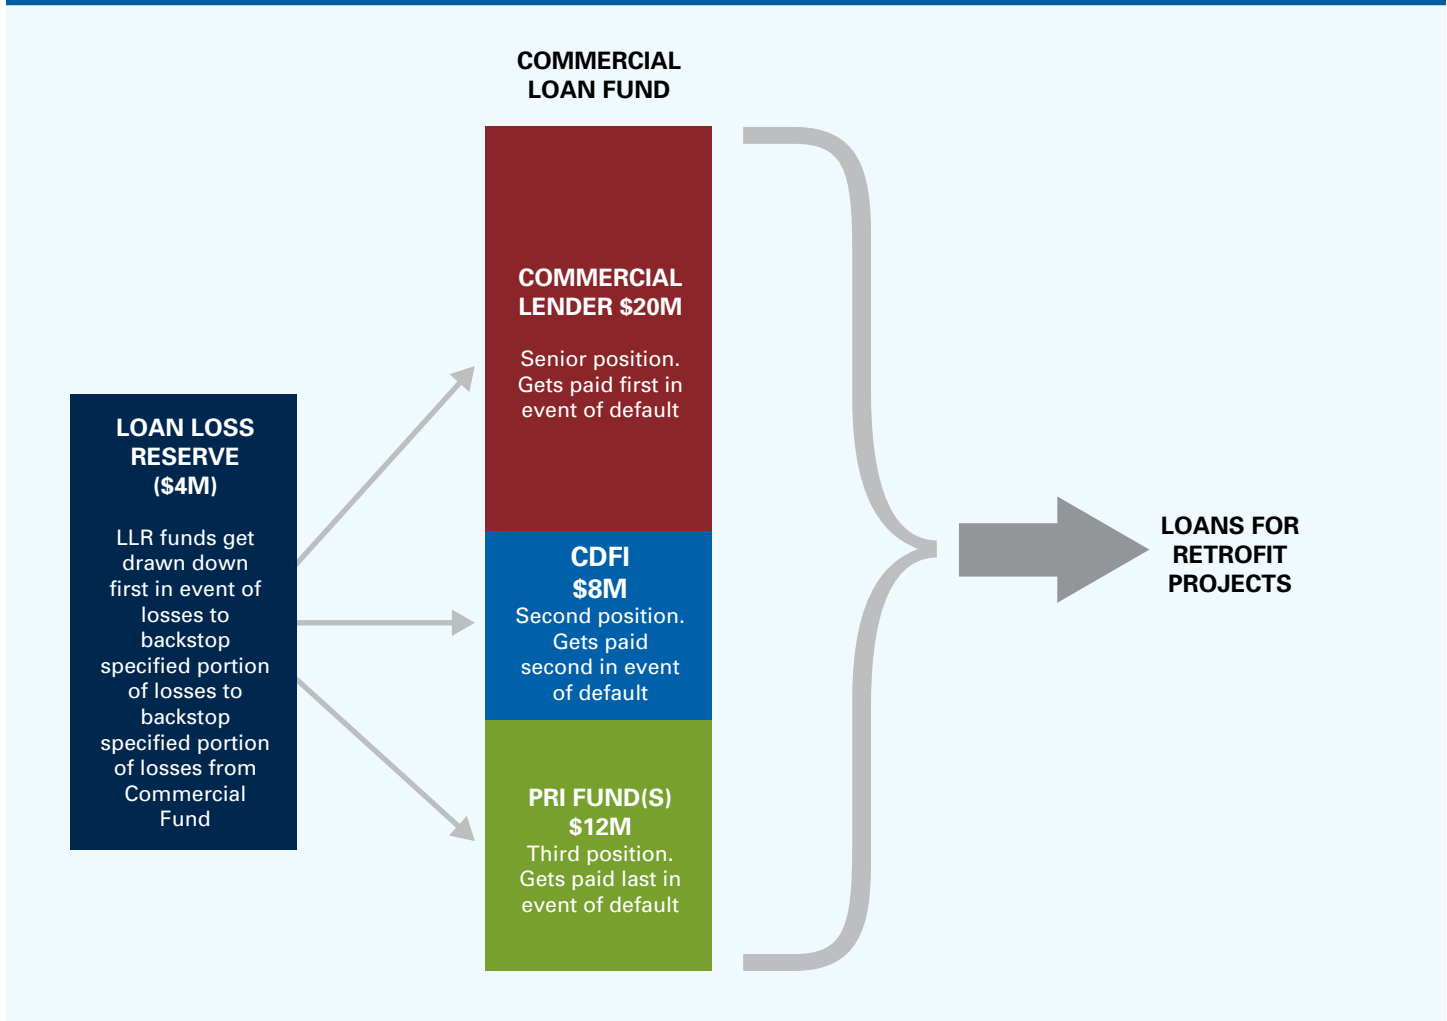 COMMERCIAL
LOAN FUND
COMMERCIAL
LENDER $20M
Senior position.
Gets paid first in
event of default
LOAN LOSS
RESERVE
($4M)
LLR funds get
drawn down
first in event of
losses to
backstop
specified portion
of losses to
backstop
specified portion
of losses from
Commercial
Fund
CDFI
$8M
Second position.
Gets paid
second in event
of default
PRI FUND(S)
$12M
Third position.
Gets paid last in
event of default
LOANS FOR
RETROFIT
PROJECTS